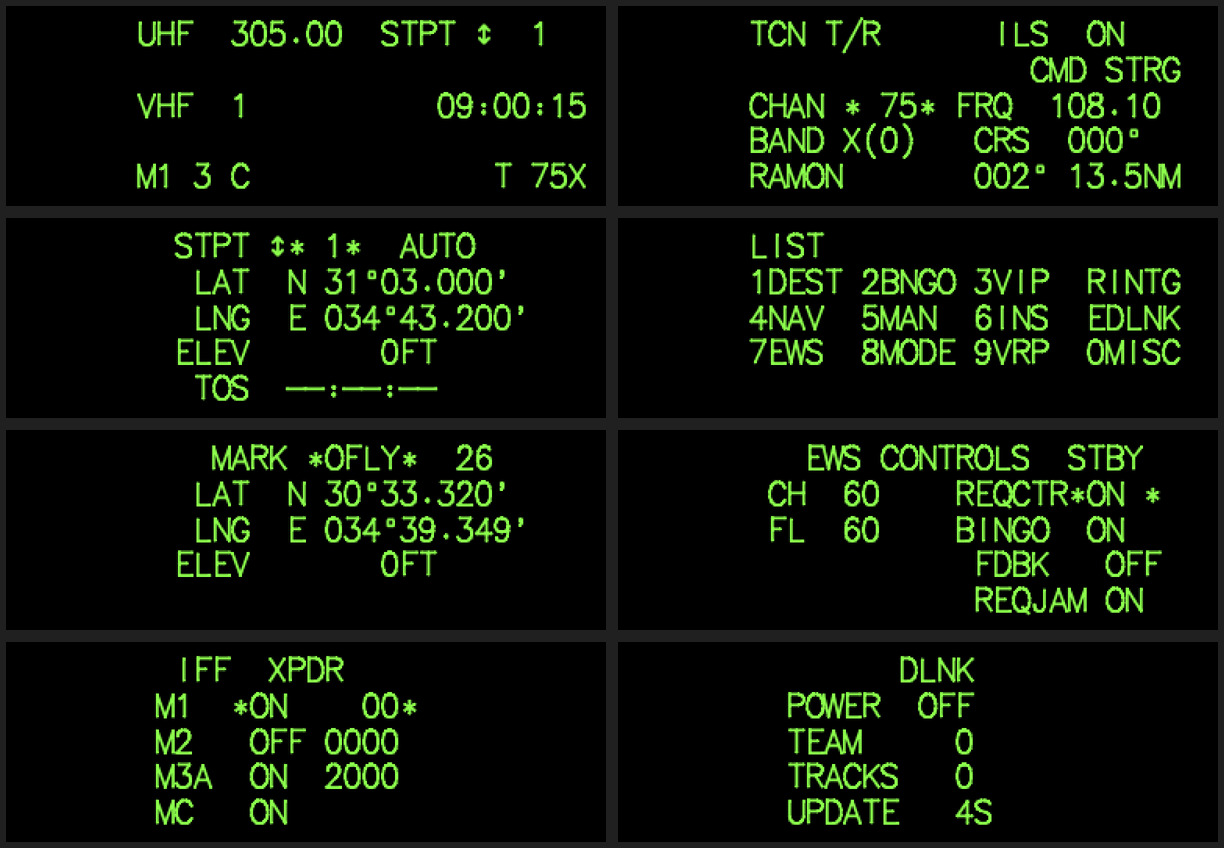 UHF 305.00 STPT ↕ 1
VHF 1 09:00:15
M1 3 C T 75X
TCN T/R ILS ON
CMD STRG
CHAN * 75* FRQ 108.10
BAND X(0) CRS 000°
RAMON 002° 13.5NM
STPT ↕* 1* AUTO
LAT N 31°03.000'
LNG E 034°43.200'
ELEV 0FT
TOS --:--:--
LIST
1DEST 2BNGO 3VIP RINTG
4NAV 5MAN 6INS EDLNK
7EWS 8MODE 9VRP 0MISC
MARK *OFLY* 26
LAT N 30°33.320'
LNG E 034°39.349'
ELEV 0FT
EWS CONTROLS STBY
CH 60 REQCTR*ON *
FL 60 BINGO ON
FDBK OFF
REQJAM ON
IFF XPDR
M1 *ON 00*
M2 OFF 0000
M3A ON 2000
MC ON
DLNK
POWER OFF
TEAM 0
TRACKS 0
UPDATE 4S